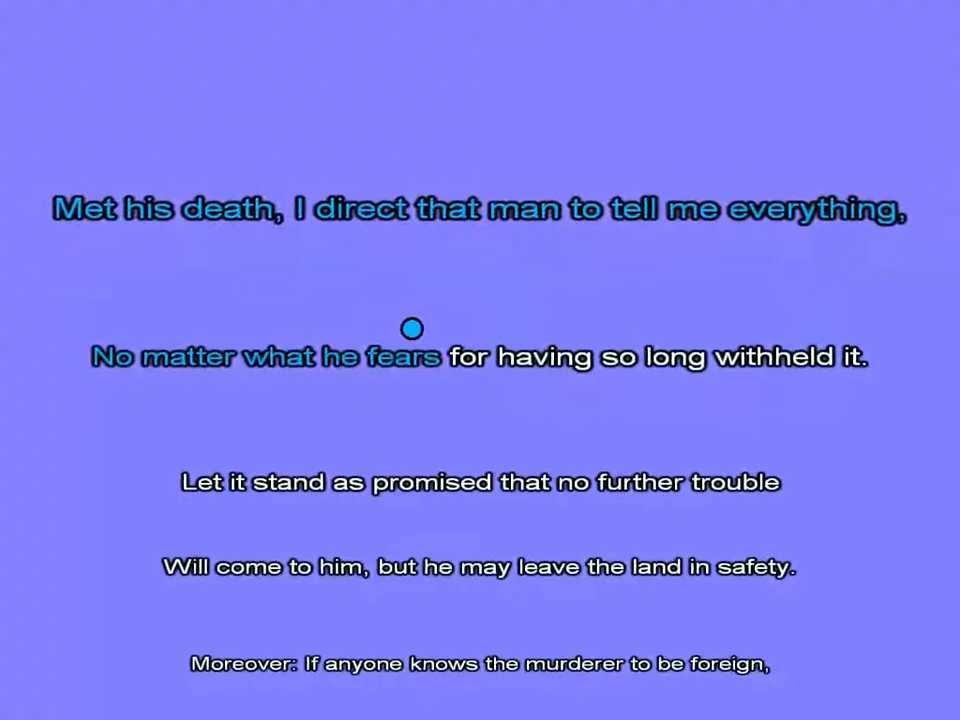 Met his death, I direct that man to tell me everything,
No matter what he fears for having so long withheld it.
Let it stand as promised that no further trouble
Will come to him, but he may leave the land in safety.
Moreover: If anyone knows the murderer to be foreign,